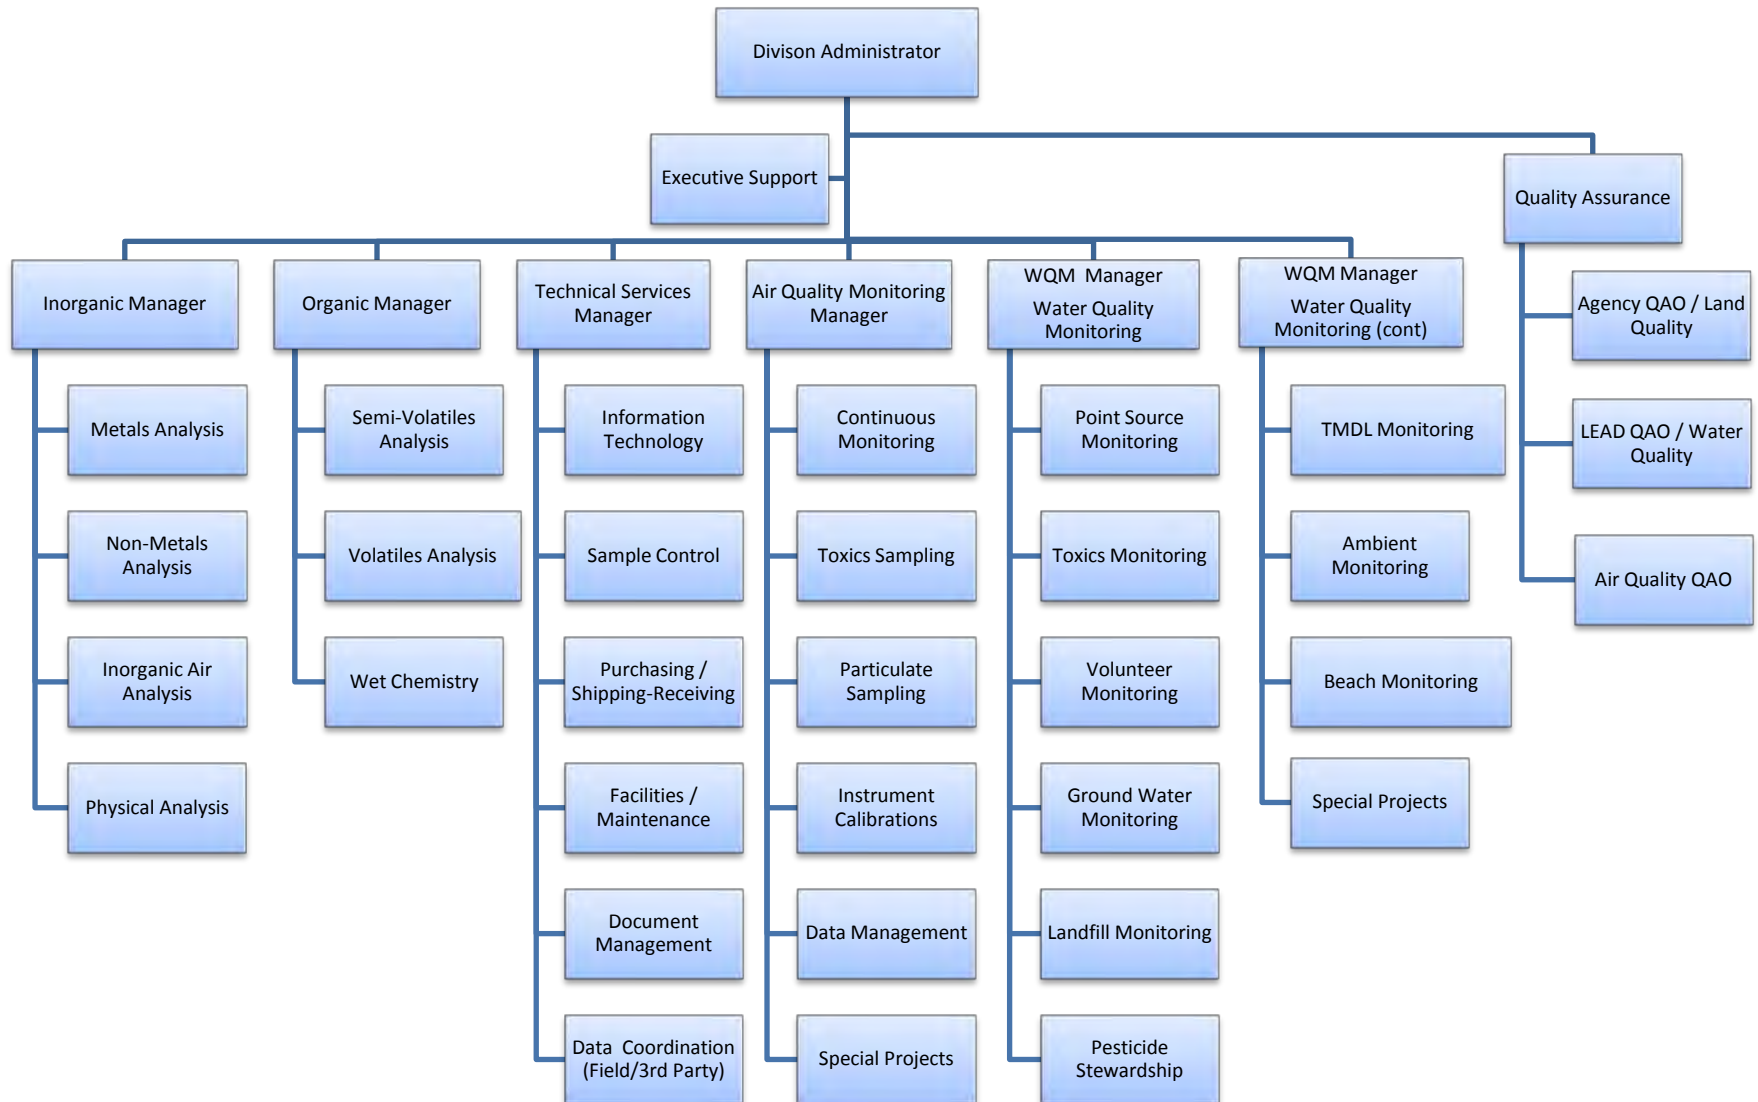 Divison Administrator
Executive Support
Quality Assurance
Inorganic Manager
Organic Manager
Technical Services
Manager
Air Quality Monitoring
Manager
WQM  Manager
Water Quality
Monitoring
WQM Manager
Water Quality
Monitoring (cont)
Metals Analysis
Non-Metals
Analysis
Inorganic Air
Analysis
Physical Analysis
Semi-Volatiles
Analysis
Volatiles Analysis
Wet Chemistry
Information
Technology
Sample Control
Purchasing /
Shipping-Receiving
Facilities /
Maintenance
Document
Management
Data  Coordination
(Field/3rd Party)
Continuous
Monitoring
Toxics Sampling
Particulate
Sampling
Instrument
Calibrations
Data Management
Special Projects
Point Source
Monitoring
Toxics Monitoring
Volunteer
Monitoring
Ground Water
Monitoring
Landfill Monitoring
Pesticide
Stewardship
TMDL Monitoring
Ambient
Monitoring
Beach Monitoring
Special Projects
Agency QAO / Land
Quality
LEAD QAO / Water
Quality
Air Quality QAO